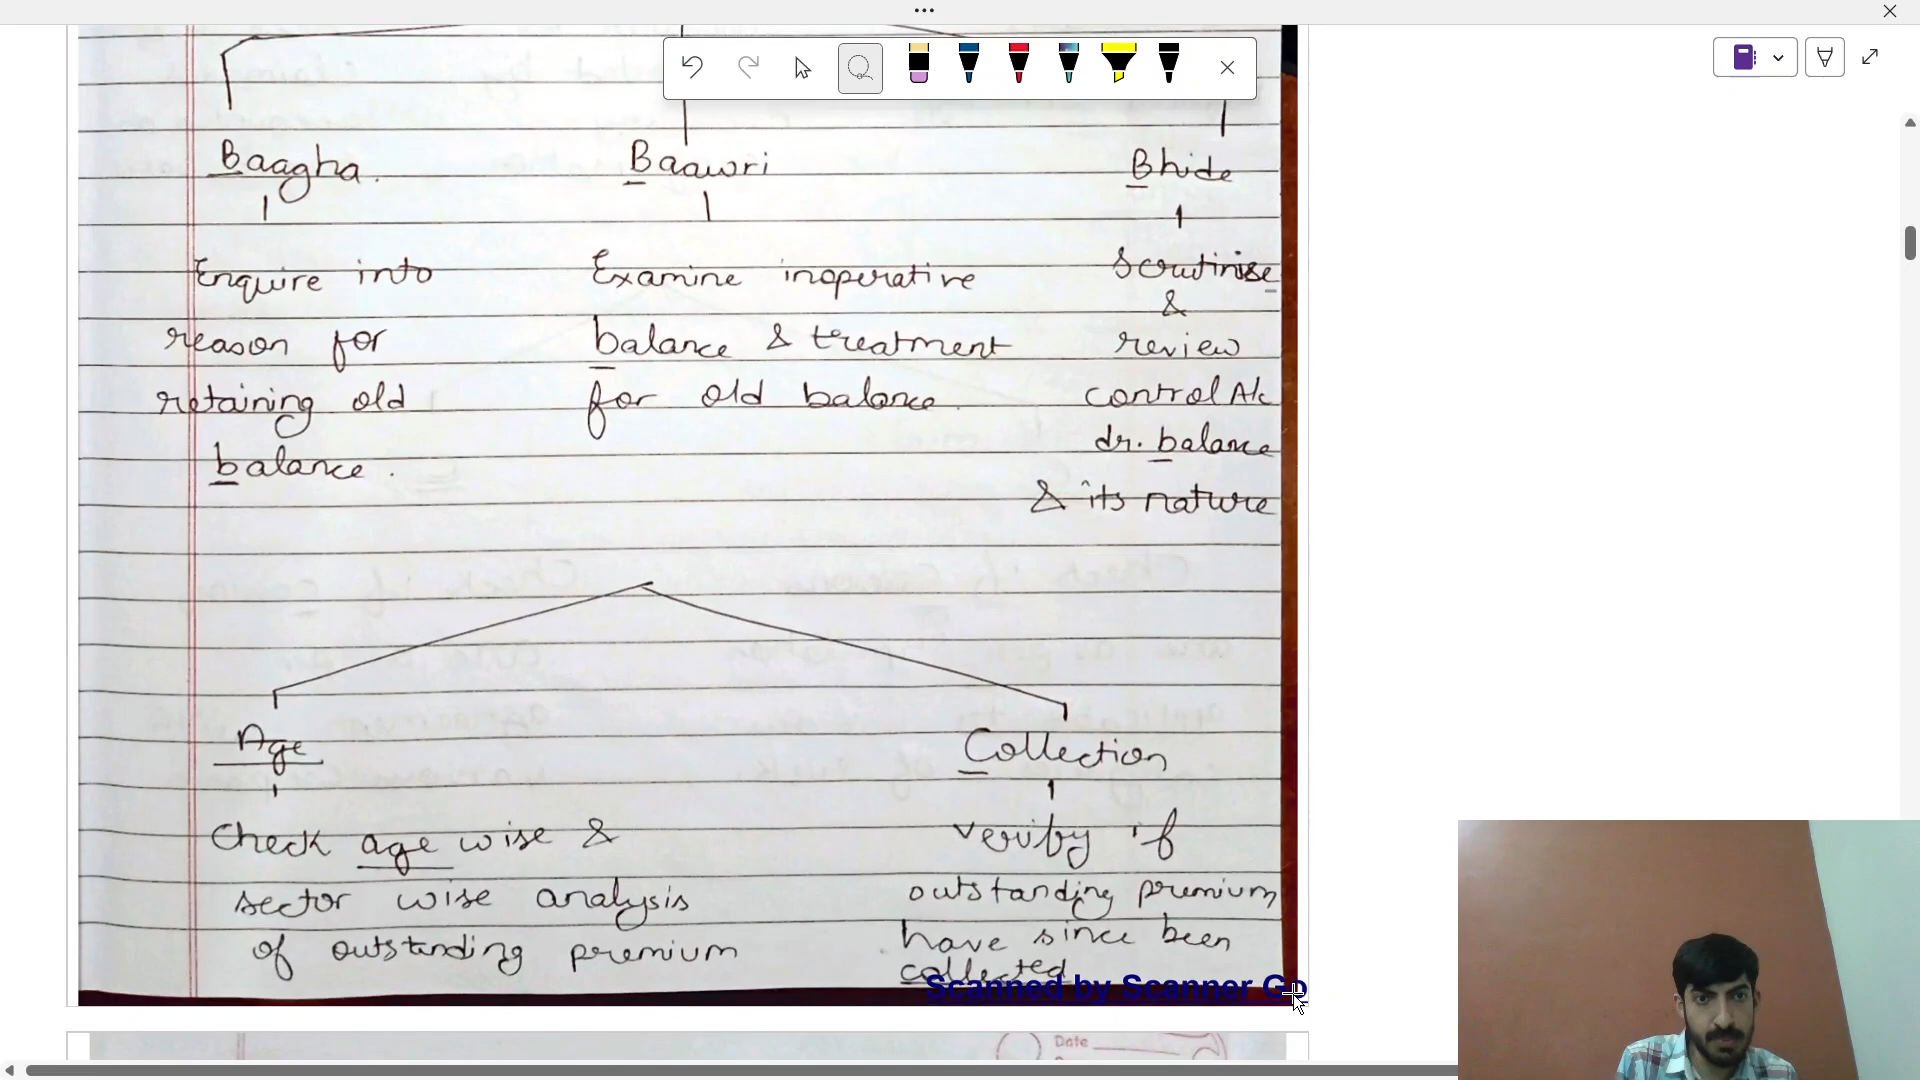 Baagha.
Enquire into
reason for
retaining old
balance.
Baawri
Examine inoperative
balance & treatment
for old balance.
Bhide
Scrutinise
&
review
control A/c
dr. balance
& its nature
Age
Check age wise &
sector wise analysis
of outstanding premium
Collection
Verify if
outstanding premium
have since been
collected
Scanned by Scanner Go
Date